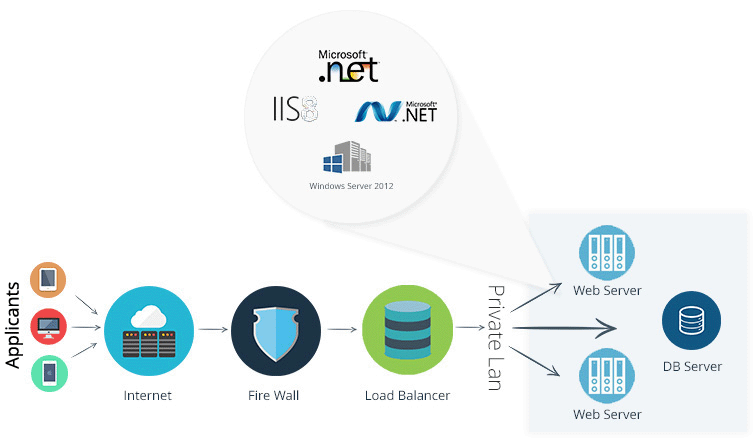 Microsoft
.net
IIS8
Microsoft
.NET
Windows Server 2012
Applicants
Internet
Fire Wall
Load Balancer
Private Lan
Web Server
DB Server
Web Server